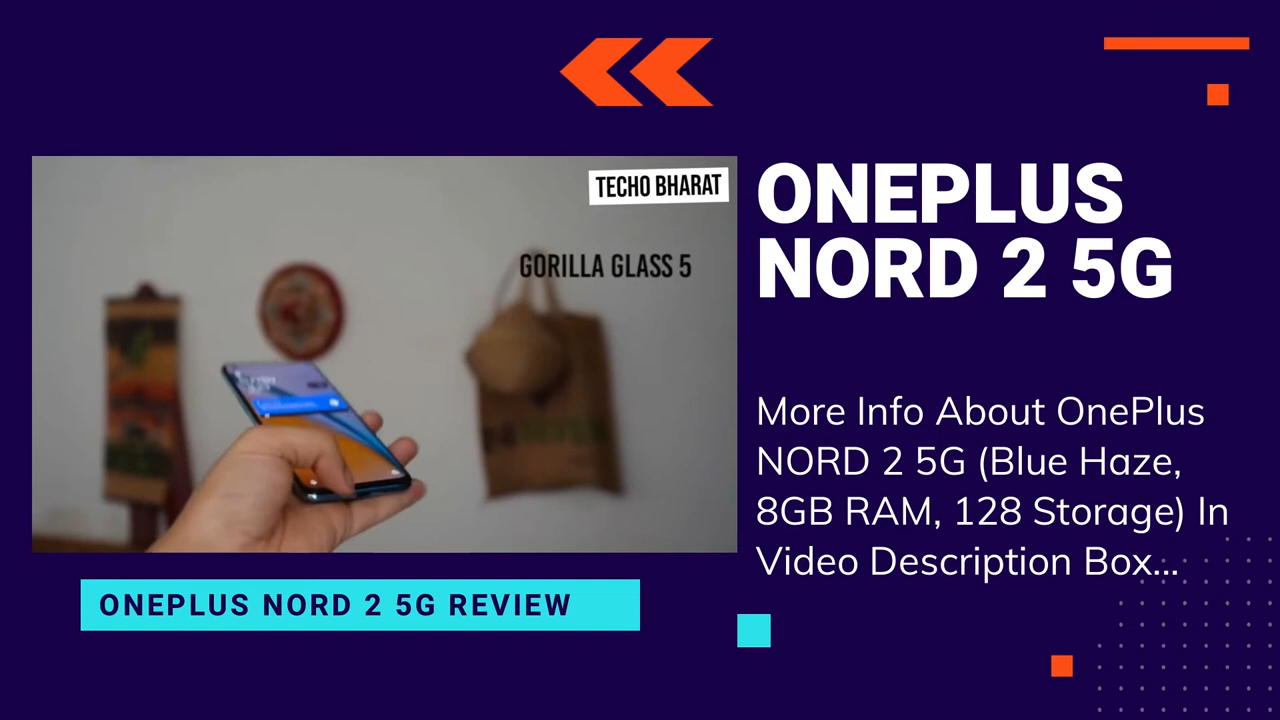 TECHO BHARAT
GORILLA GLASS 5
ONEPLUS
NORD 2 5G
More Info About OnePlus
NORD 2 5G (Blue Haze,
8GB RAM, 128 Storage) In
Video Description Box...
ONEPLUS NORD 2 5G REVIEW